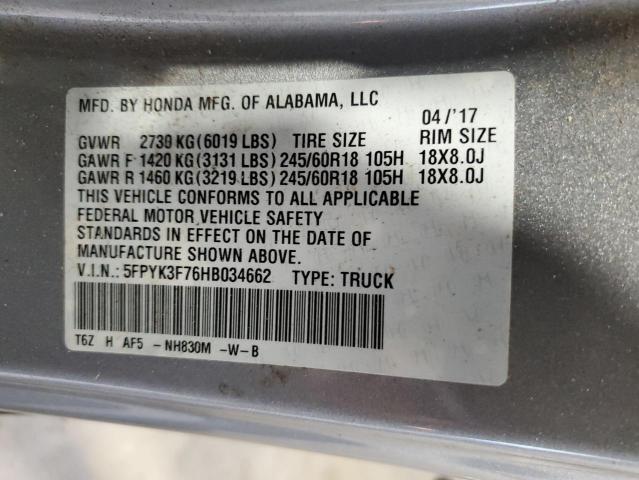 MFD. BY HONDA MFG. OF ALABAMA, LLC
04/'17
GVWR 2730 KG(6019 LBS) TIRE SIZE RIM SIZE
GAWR F 1420 KG(3131 LBS) 245/60R18 105H 18X8.0J
GAWR R 1460 KG(3219 LBS) 245/60R18 105H 18X8.0J
THIS VEHICLE CONFORMS TO ALL APPLICABLE
FEDERAL MOTOR VEHICLE SAFETY
STANDARDS IN EFFECT ON THE DATE OF
MANUFACTURE SHOWN ABOVE.
V.I.N.: 5FPYK3F76HB034662 TYPE: TRUCK
T6Z H AF5 -NH830M -W-B